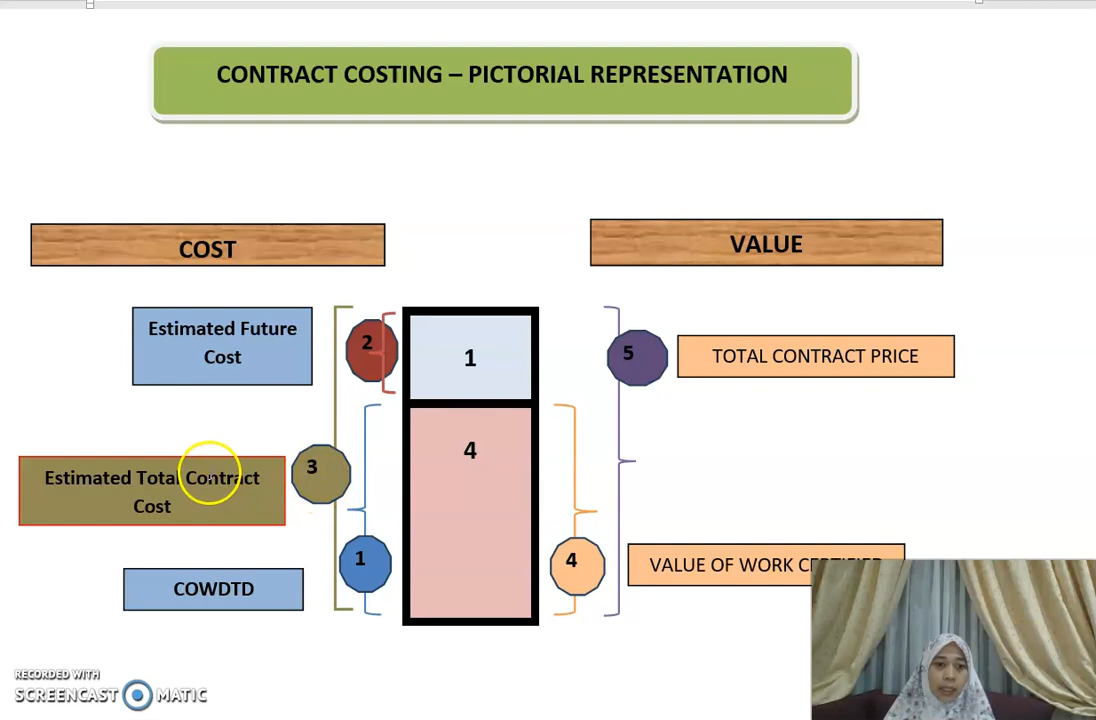 CONTRACT COSTING – PICTORIAL REPRESENTATION
COST
VALUE
Estimated Future
Cost
2
1
5
TOTAL CONTRACT PRICE
4
Estimated Total Contract
Cost
3
COWDTD
1
4
VALUE OF WORK CERTIFIED
RECORDED WITH
SCREENCAST MATIC